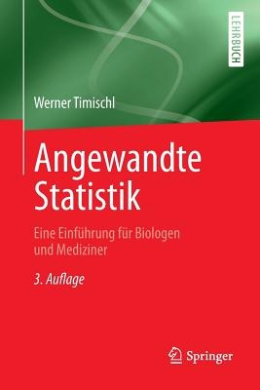 LEHRBUCH
Werner Timischl
Angewandte
Statistik
Eine Einführung für Biologen
und Mediziner
3. Auflage
Springer